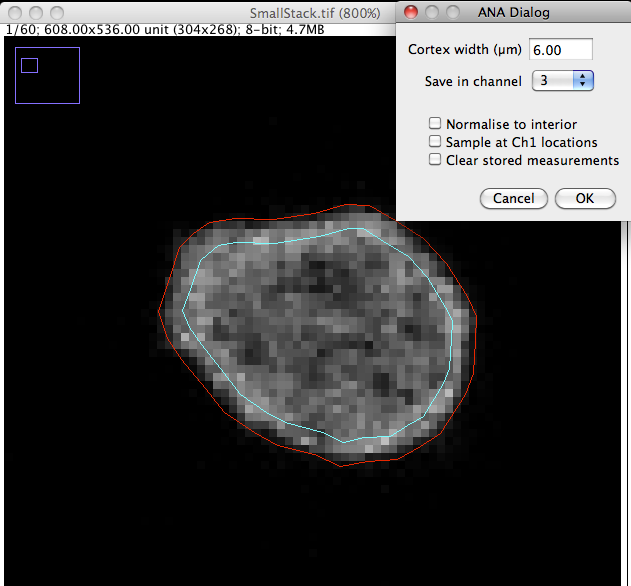 SmallStack.tif (800%)
1/60; 608.00x536.00 unit (304x268); 8-bit; 4.7MB
ANA Dialog
Cortex width (µm) 6.00
Save in channel 3
Normalise to interior
Sample at Ch1 locations
Clear stored measurements
Cancel OK